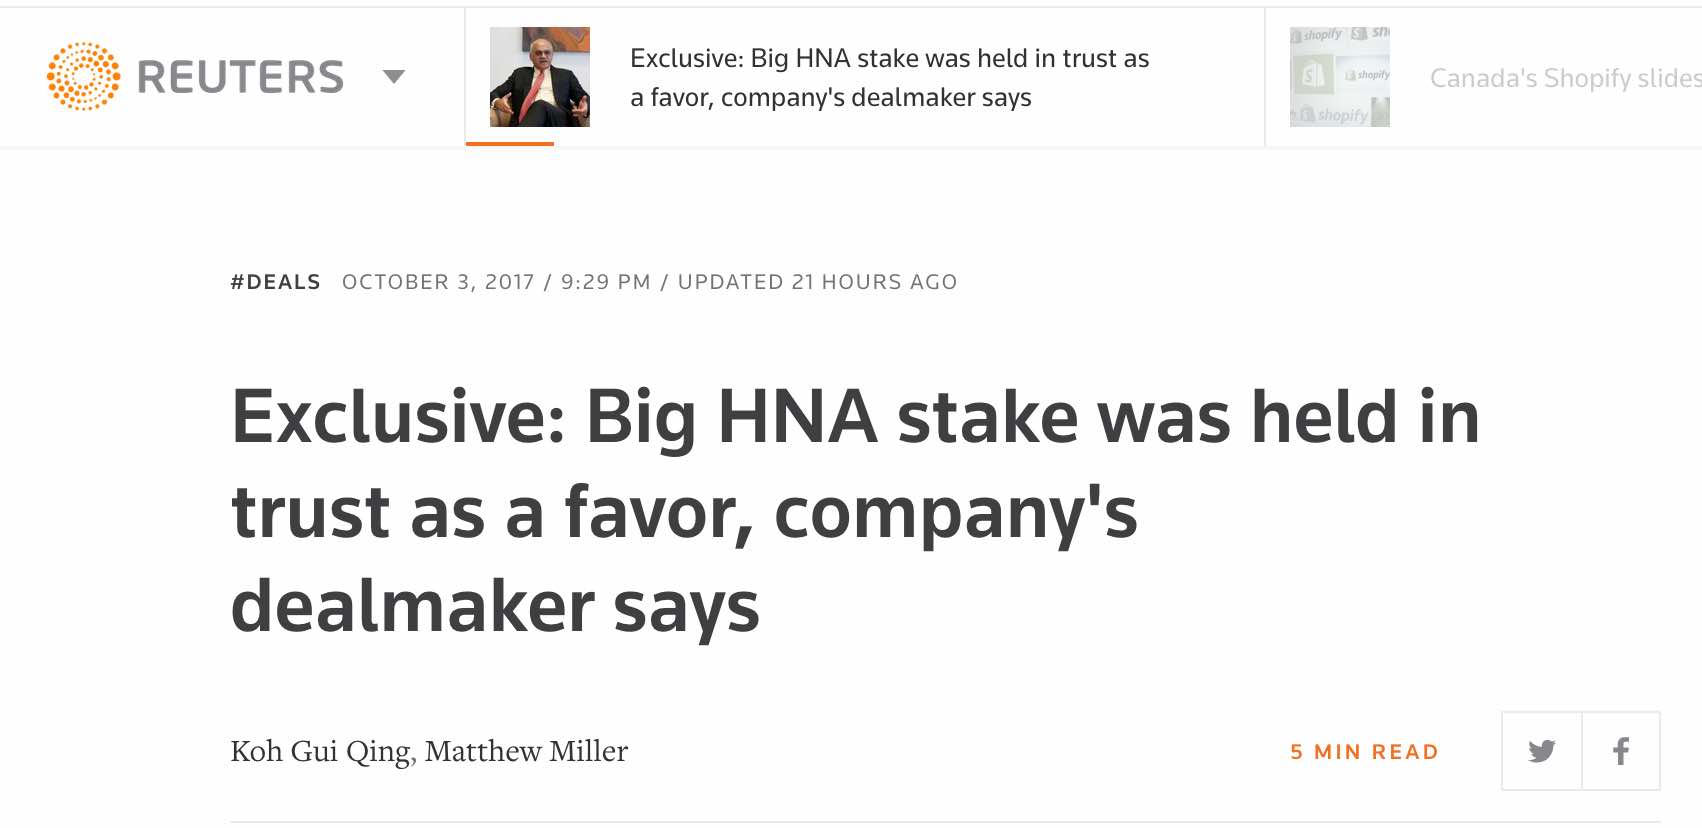 REUTERS
Exclusive: Big HNA stake was held in trust as
a favor, company's dealmaker says
shopify
shopify
shopify
Canada's Shopify slides
#DEALS OCTOBER 3, 2017 / 9:29 PM / UPDATED 21 HOURS AGO
Exclusive: Big HNA stake was held in
trust as a favor, company's
dealmaker says
Koh Gui Qing, Matthew Miller
5 MIN READ